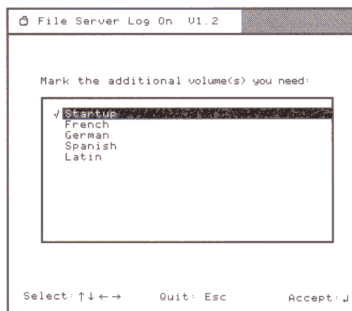 File Server Log On V1.2
Mark the additional volume(s) you need:
√ Startup
French
German
Spanish
Latin
Select: ↑↓←→ Quit: Esc Accept: ↵